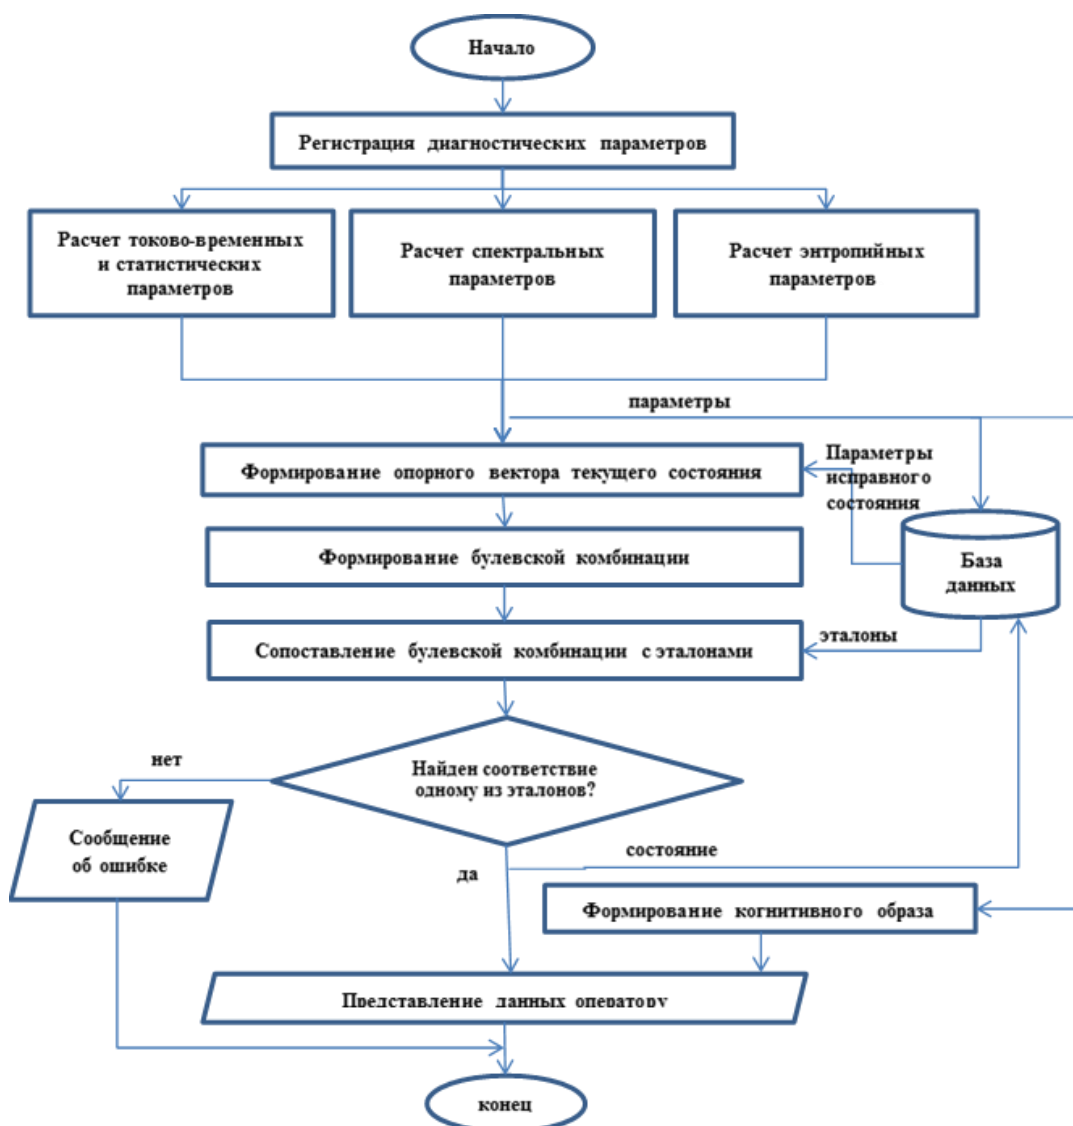 Начало
Регистрация диагностических параметров
Расчет токово-временных
и статистических
параметров
Расчет спектральных
параметров
Расчет энтропийных
параметров
параметры
Формирование опорного вектора текущего состояния
Параметры
исправного
состояния
Формирование булевской комбинации
База
данных
Сопоставление булевской комбинации с эталонами
эталоны
Найден соответствие
одному из эталонов?
нет
Сообщение
об ошибке
да
состояние
Формирование когнитивного образа
Представление данных оператору
конец